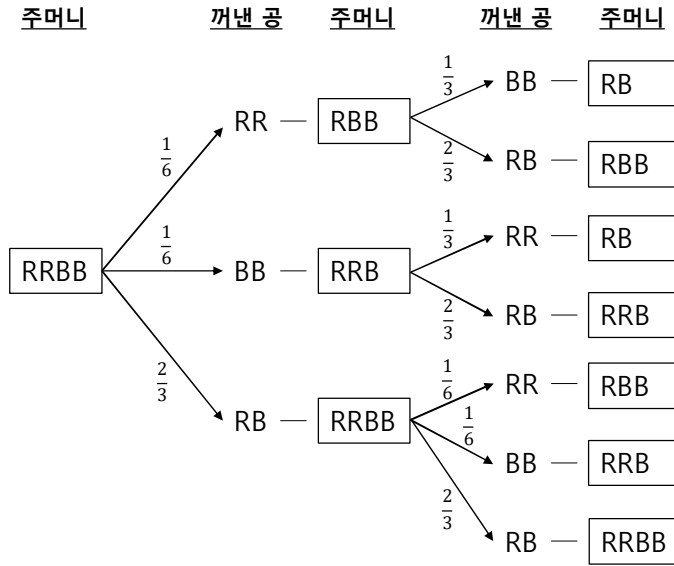 주머니 꺼낸 공 주머니 꺼낸 공 주머니
1/3 BB RB
RR RBB
1/6 2/3 RB RBB
1/6 1/3 RR RB
RRBB BB RRB
2/3 RB RRB
2/3 1/6 RR RBB
RB RRBB
1/6 BB RRB
2/3 RB RRBB